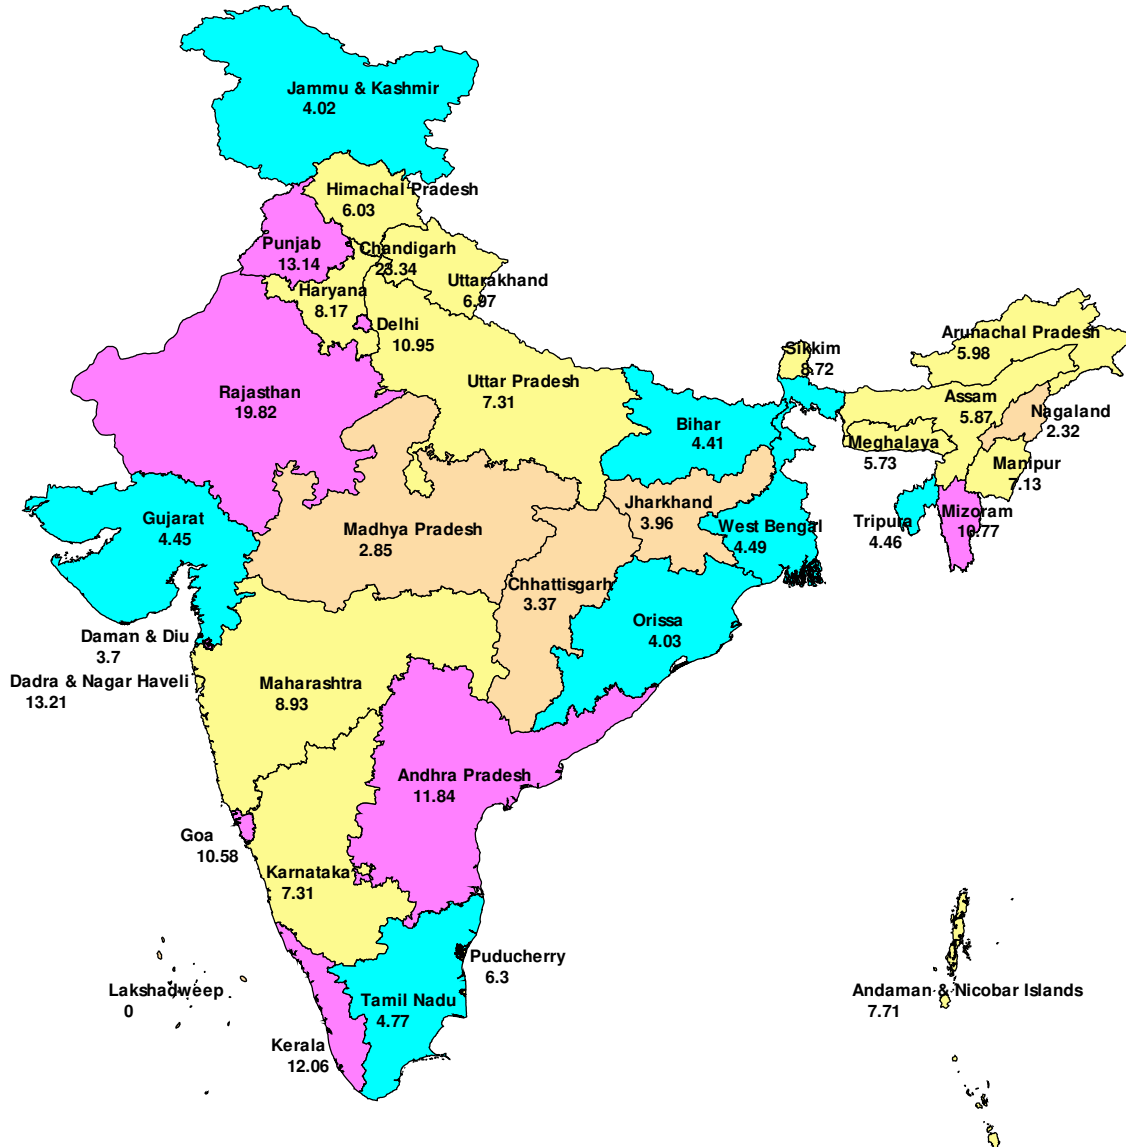 Jammu & Kashmir
4.02
Himachal Pradesh
6.03
Punjab
13.14
Chandigarh
23.34
Uttarakhand
6.97
Haryana
8.17
Delhi
10.95
Rajasthan
19.82
Uttar Pradesh
7.31
Bihar
4.41
Sikkim
8.72
Arunachal Pradesh
5.98
Assam
5.87
Nagaland
2.32
Meghalaya
5.73
Manipur
7.13
Mizoram
10.77
Tripura
4.46
Gujarat
4.45
Madhya Pradesh
2.85
Jharkhand
3.96
West Bengal
4.49
Chhattisgarh
3.37
Orissa
4.03
Daman & Diu
3.7
Dadra & Nagar Haveli
13.21
Maharashtra
8.93
Andhra Pradesh
11.84
Goa
10.58
Karnataka
7.31
Puducherry
6.3
Lakshadweep
0
Tamil Nadu
4.77
Kerala
12.06
Andaman & Nicobar Islands
7.71